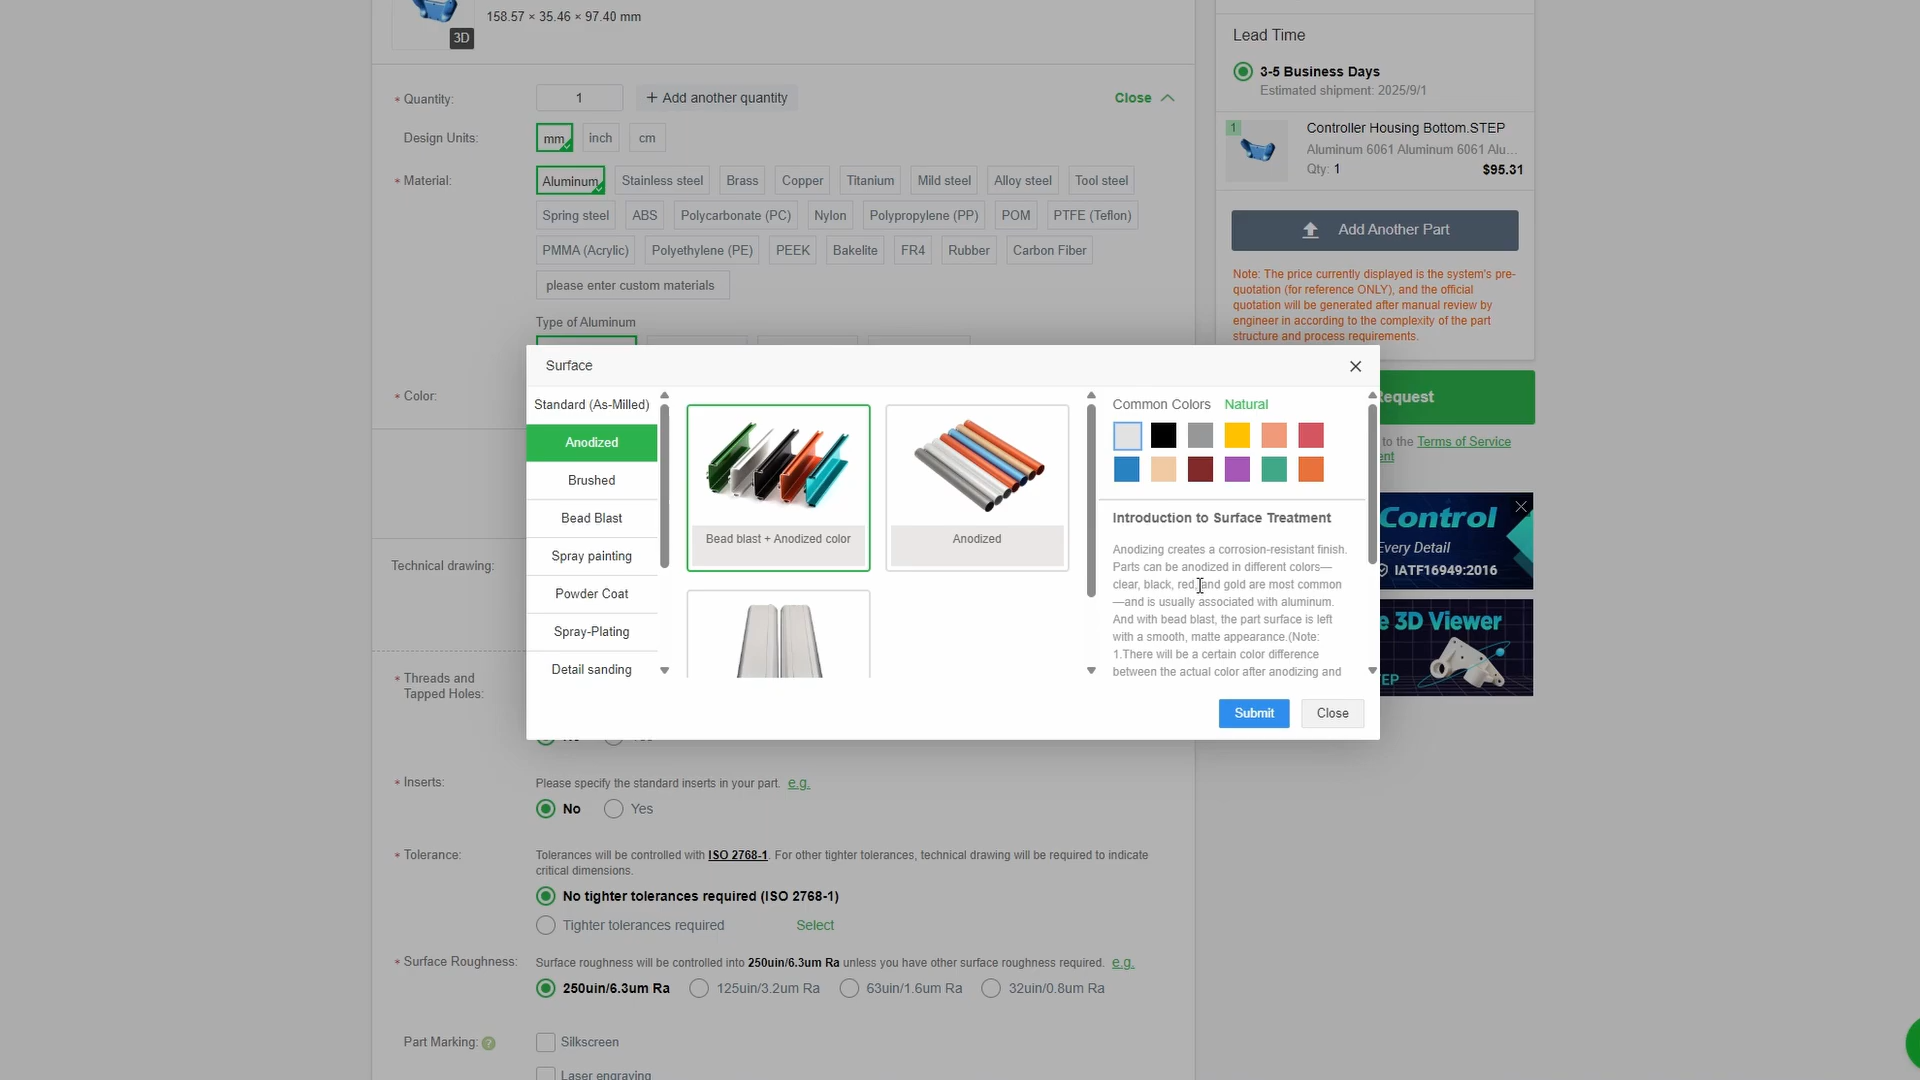 158.57 × 35.46 × 97.40 mm
3D
* Quantity:
1
+ Add another quantity
Close
Design Units:
mm
inch
cm
* Material:
Aluminum
Stainless steel
Brass
Copper
Titanium
Mild steel
Alloy steel
Tool steel
Spring steel
ABS
Polycarbonate (PC)
Nylon
Polypropylene (PP)
POM
PTFE (Teflon)
PMMA (Acrylic)
Polyethylene (PE)
PEEK
Bakelite
FR4
Rubber
Carbon Fiber
please enter custom materials
Type of Aluminum
* Color:
Technical drawing:
* Threads and
Tapped Holes:
* Inserts:
Please specify the standard inserts in your part. e.g.
No
Yes
* Tolerance:
Tolerances will be controlled with ISO 2768-1. For other tighter tolerances, technical drawing will be required to indicate
critical dimensions.
No tighter tolerances required (ISO 2768-1)
Tighter tolerances required
Select
* Surface Roughness:
Surface roughness will be controlled into 250uin/6.3um Ra unless you have other surface roughness required. e.g.
250uin/6.3um Ra
125uin/3.2um Ra
63uin/1.6um Ra
32uin/0.8um Ra
Part Marking: ?
Silkscreen
Laser engraving
Surface
Standard (As-Milled)
Anodized
Brushed
Bead Blast
Spray painting
Powder Coat
Spray-Plating
Detail sanding
Bead blast + Anodized color
Anodized
Common Colors Natural
Introduction to Surface Treatment
Anodizing creates a corrosion-resistant finish.
Parts can be anodized in different colors—
clear, black, red, and gold are most common
—and is usually associated with aluminum.
And with bead blast, the part surface is left
with a smooth, matte appearance.(Note:
1.There will be a certain color difference
between the actual color after anodizing and
Submit
Close
Lead Time
3-5 Business Days
Estimated shipment: 2025/9/1
1
Controller Housing Bottom.STEP
Aluminum 6061 Aluminum 6061 Alu...
Qty: 1
$95.31
Add Another Part
Note: The price currently displayed is the system's pre-
quotation (for reference ONLY), and the official
quotation will be generated after manual review by
engineer in according to the complexity of the part
structure and process requirements.
Request
to the Terms of Service
Control
Every Detail
IATF16949:2016
3D Viewer